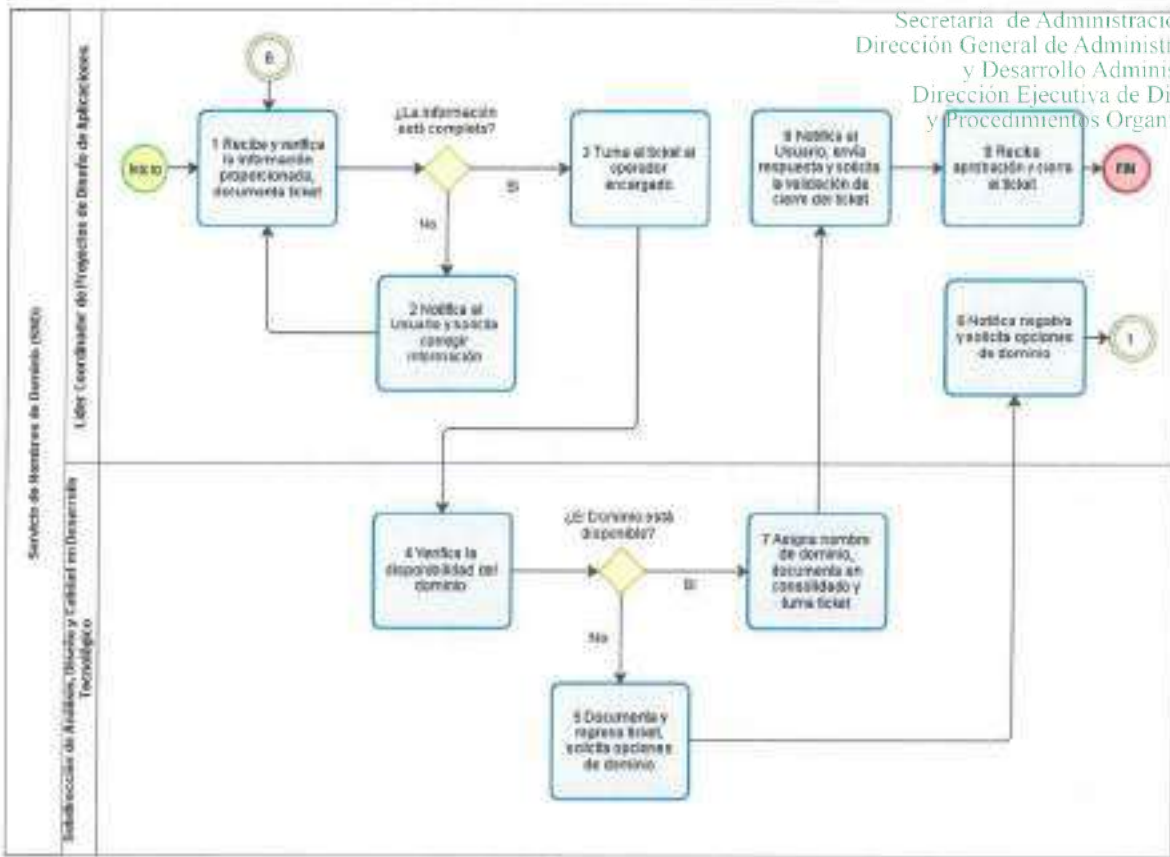 Secretaría de Administració
Dirección General de Administr
y Desarrollo Adminis
Dirección Ejecutiva de Di
y Procedimientos Organ
Servicio de Nombres de Dominio
Líder Coordinador de Proyectos de Diseño de Aplicaciones
Inicio
6
1 Recibe y verifica
la información
proporcionada,
documenta ticket
¿La información
está completa?
Si
No
2 Notifica al
Usuario y solicita
corregir
información
3 Turna el ticket al
operador
encargado
8 Notifica al
Usuario, envía
respuesta y solicita
la validación de
cierre del ticket
9 Recibe
aprobación y cierra
el ticket
FIN
6 Notifica negativa
y solicita opciones
de dominio
1
Subdirección de Análisis, Diseño y Calidad en Desarrollo
Tecnológico
4 Verifica la
disponibilidad del
dominio
¿El Dominio está
disponible?
Si
No
7 Asigna nombre
de dominio,
documenta en
consolidado y
turna ticket
5 Documenta y
regresa ticket,
solicita opciones
de dominio